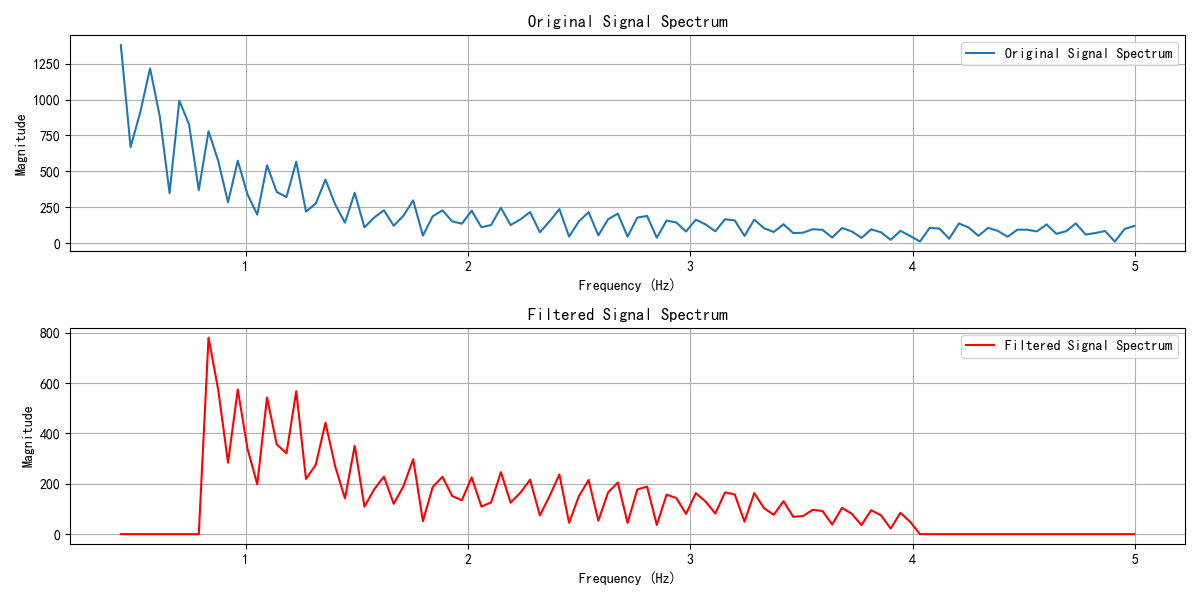 Original Signal Spectrum
Original Signal Spectrum
Magnitude
1250
1000
750
500
250
0
1 2 3 4 5
Frequency (Hz)
Filtered Signal Spectrum
Filtered Signal Spectrum
Magnitude
800
600
400
200
0
1 2 3 4 5
Frequency (Hz)